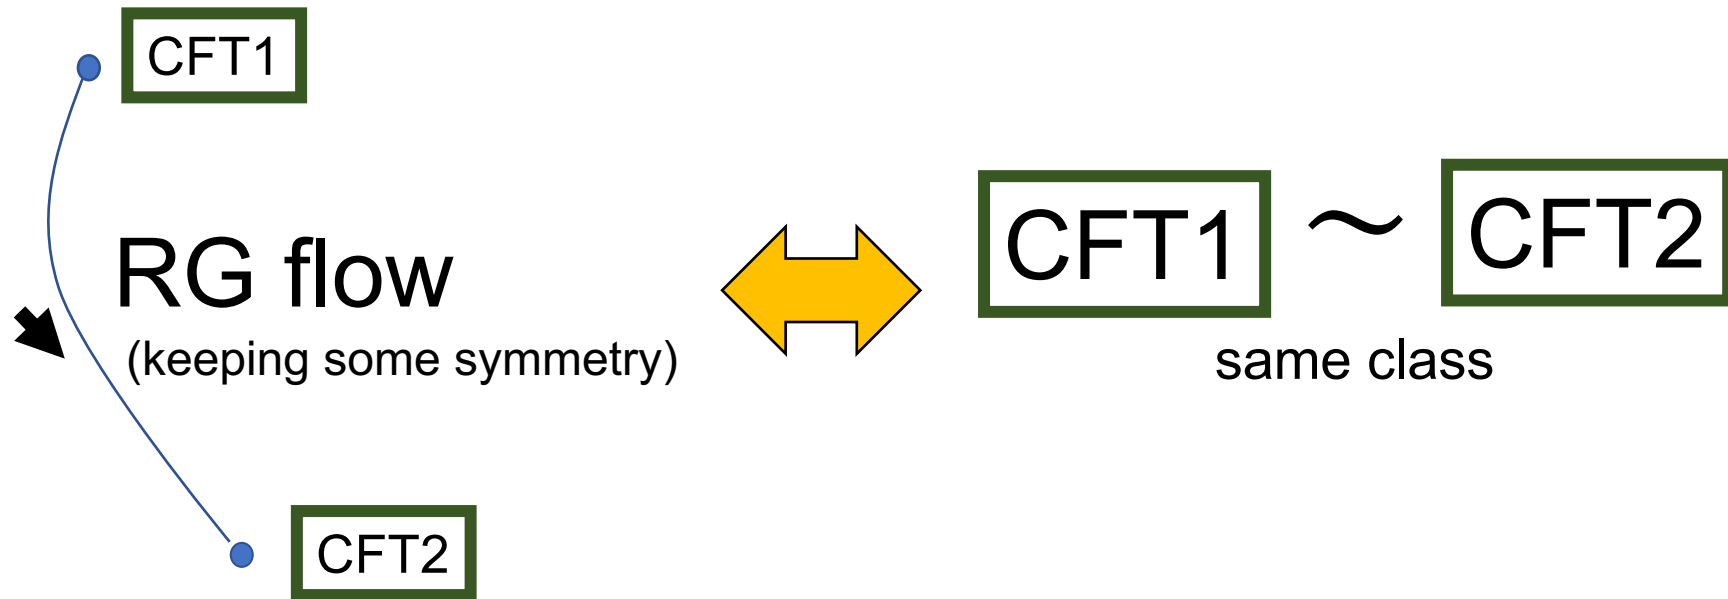 CFT1
RG flow
(keeping some symmetry)
CFT2
CFT1 ～ CFT2
same class